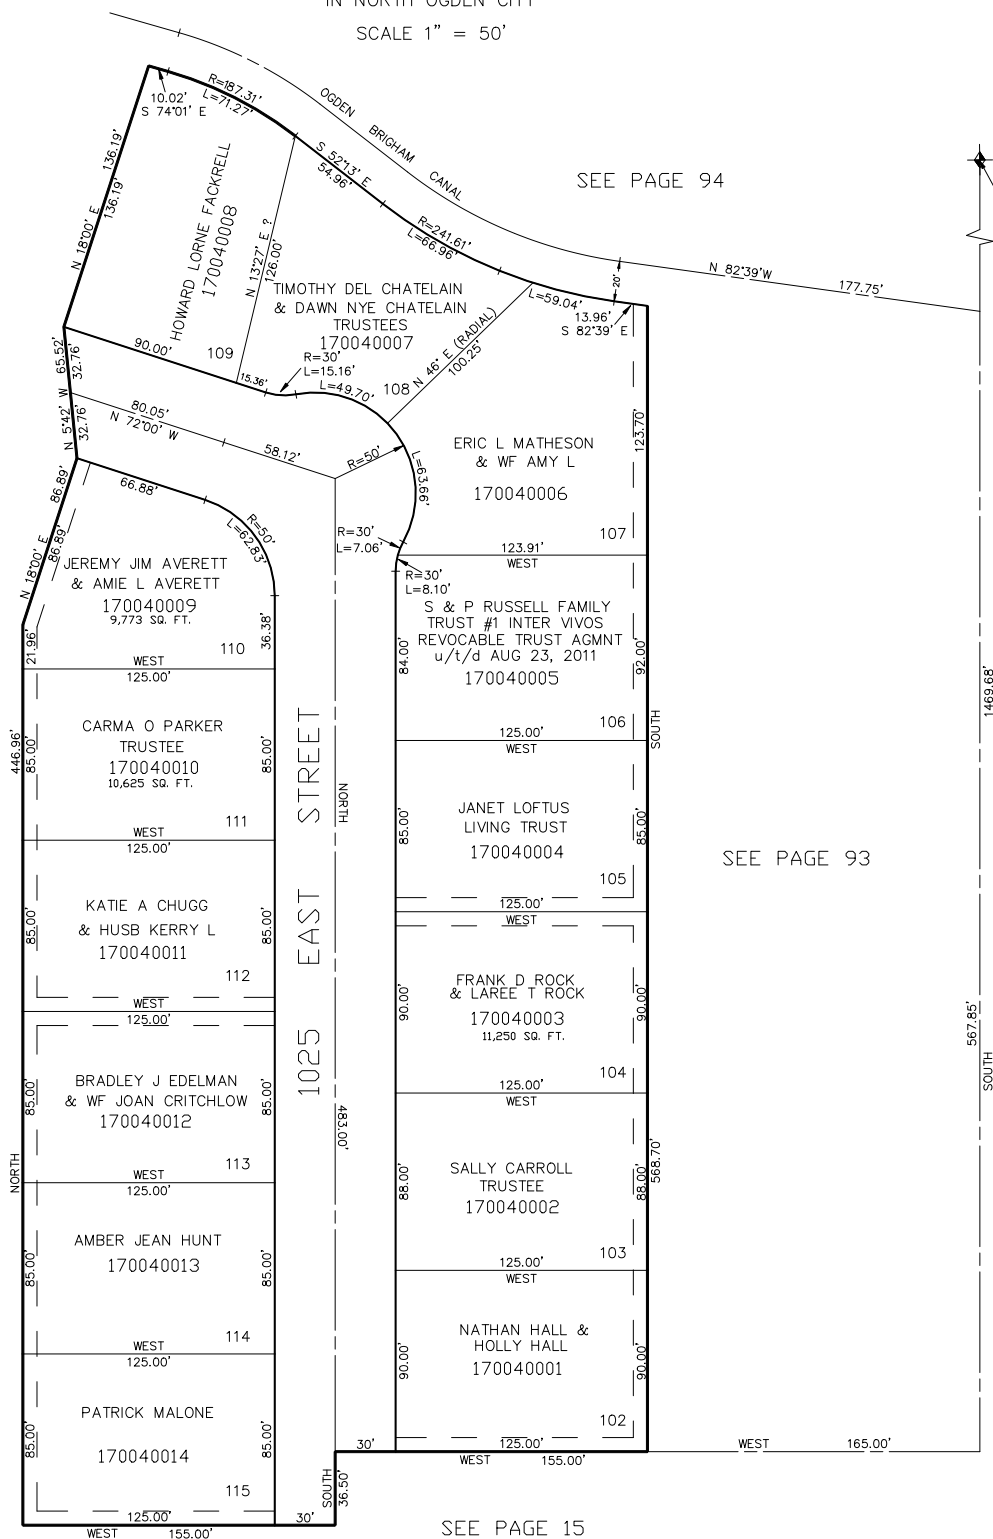 IN NORTH OGDEN CITY
SCALE 1" = 50'
10.02'
S 74°01' E
R=187.31'
L=71.27'
OGDEN BRIGHAM CANAL
SEE PAGE 94
136.19'
136.19'
N 18°00' E
HOWARD LORNE FACKRELL
170040008
S 52°13' E
54.96'
R=241.61'
L=66.96'
N 82°39'W
177.75'
20'
N 13°27' E ?
126.00'
TIMOTHY DEL CHATELAIN
& DAWN NYE CHATELAIN
TRUSTEES
170040007
L=59.04'
13.96'
S 82°39' E
90.00'
109
15.36'
R=30'
L=15.16'
L=49.70'
108
N 46° E (RADIAL)
100.25'
65.52'
32.76'
N 5°42' W
32.76'
80.05'
N 72°00' W
58.12'
R=50'
L=63.66'
123.70'
ERIC L MATHESON
& WF AMY L
170040006
107
66.88'
R=50'
L=62.83'
R=30'
L=7.06'
123.91'
WEST
86.89'
86.89'
N 18°00' E
JEREMY JIM AVERETT
& AMIE L AVERETT
170040009
9,773 SQ. FT.
110
36.38'
21.96'
WEST
125.00'
R=30'
L=8.10'
S & P RUSSELL FAMILY
TRUST #1 INTER VIVOS
REVOCABLE TRUST AGMNT
u/t/d AUG 23, 2011
170040005
84.00'
92.00'
106
125.00'
WEST
SOUTH
1469.68'
446.96'
85.00'
CARMA O PARKER
TRUSTEE
170040010
10,625 SQ. FT.
85.00'
111
WEST
125.00'
1025 EAST STREET
NORTH
85.00'
JANET LOFTUS
LIVING TRUST
170040004
85.00'
105
125.00'
WEST
SEE PAGE 93
85.00'
KATIE A CHUGG
& HUSB KERRY L
170040011
85.00'
112
WEST
125.00'
90.00'
FRANK D ROCK
& LAREE T ROCK
170040003
11,250 SQ. FT.
90.00'
104
125.00'
WEST
567.85'
SOUTH
85.00'
BRADLEY J EDELMAN
& WF JOAN CRITCHLOW
170040012
85.00'
113
NORTH
WEST
125.00'
483.00'
88.00'
SALLY CARROLL
TRUSTEE
170040002
88.00'
568.70'
103
125.00'
WEST
85.00'
AMBER JEAN HUNT
170040013
85.00'
114
WEST
125.00'
90.00'
NATHAN HALL &
HOLLY HALL
170040001
90.00'
102
85.00'
PATRICK MALONE
170040014
85.00'
115
30'
125.00'
WEST
155.00'
WEST
165.00'
SOUTH
36.50'
125.00'
30'
WEST
155.00'
SEE PAGE 15